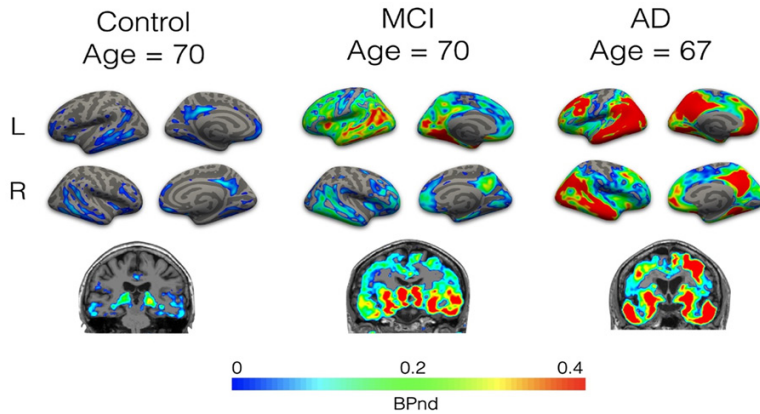 Control
Age = 70
MCI
Age = 70
AD
Age = 67
L
R
0
0.2
0.4
BPnd